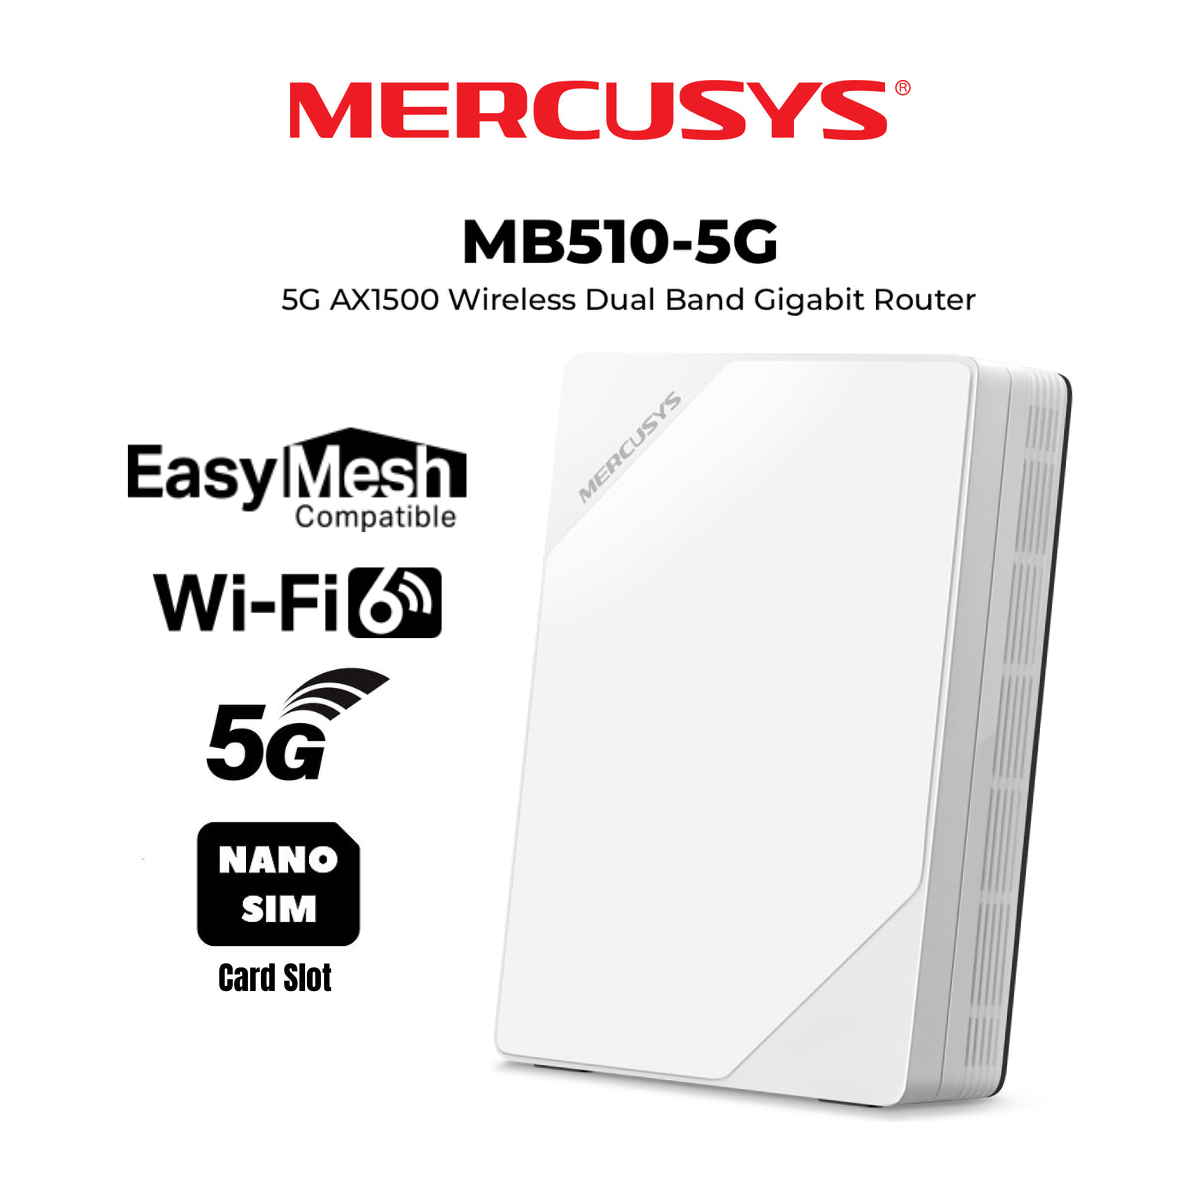 MERCUSYS®
MB510-5G
5G AX1500 Wireless Dual Band Gigabit Router
MERCUSYS
EasyMesh
Compatible
Wi-Fi 6
5G
NANO
SIM
Card Slot